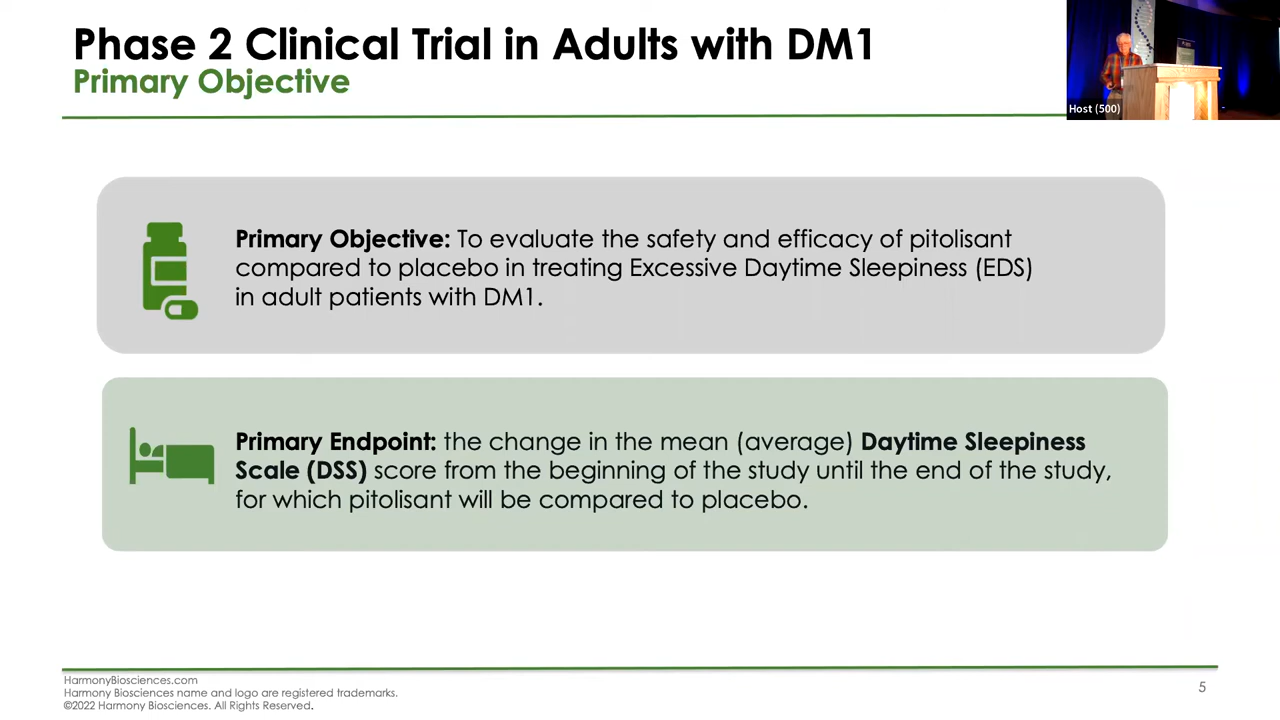 Phase 2 Clinical Trial in Adults with DM1
Primary Objective
Host (500)
Primary Objective: To evaluate the safety and efficacy of pitolisant
compared to placebo in treating Excessive Daytime Sleepiness (EDS)
in adult patients with DM1.
Primary Endpoint: the change in the mean (average) Daytime Sleepiness
Scale (DSS) score from the beginning of the study until the end of the study,
for which pitolisant will be compared to placebo.
HarmonyBiosciences.com
Harmony Biosciences name and logo are registered trademarks.
©2022 Harmony Biosciences. All Rights Reserved.
5